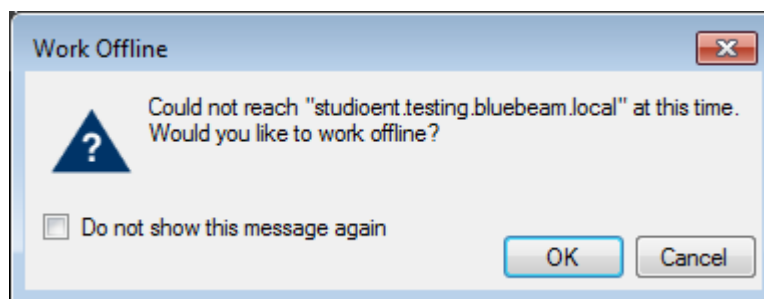 Work Offline
Could not reach "studioent.testing.bluebeam.local" at this time.
Would you like to work offline?
Do not show this message again
OK
Cancel